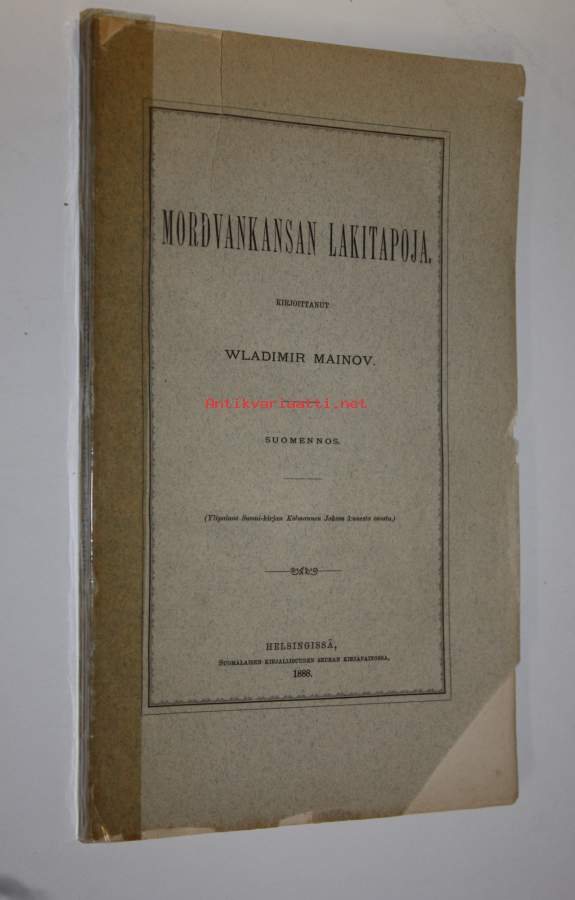 MORDVANKANSAN LAKITAPOJA.
KIRJOITTANUT
WLADIMIR MAINOV.
Antikvariaatti.net
SUOMENNOS.
(Ylipainos Suomi-kirjan Kolmannen Jakson 1:sestä osasta.)
HELSINGISSÄ,
SUOMALAISEN KIRJALLISUUDEN SEURAN KIRJAPAINOSSA,
1888.